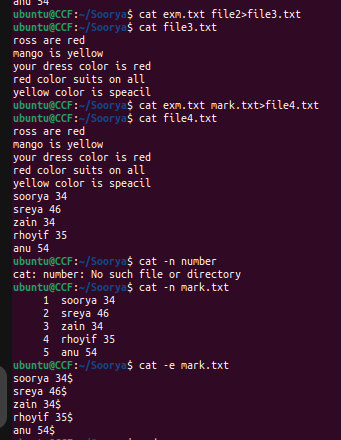 anu 54
ubuntu@CCF:~/Soorya$ cat exm.txt file2>file3.txt
ubuntu@CCF:~/Soorya$ cat file3.txt
ross are red
mango is yellow
your dress color is red
red color suits on all
yellow color is speacil
ubuntu@CCF:~/Soorya$ cat exm.txt mark.txt>file4.txt
ubuntu@CCF:~/Soorya$ cat file4.txt
ross are red
mango is yellow
your dress color is red
red color suits on all
yellow color is speacil
soorya 34
sreya 46
zain 34
rhoyif 35
anu 54
ubuntu@CCF:~/Soorya$ cat -n number
cat: number: No such file or directory
ubuntu@CCF:~/Soorya$ cat -n mark.txt
1 soorya 34
2 sreya 46
3 zain 34
4 rhoyif 35
5 anu 54
ubuntu@CCF:~/Soorya$ cat -e mark.txt
soorya 34$
sreya 46$
zain 34$
rhoyif 35$
anu 54$